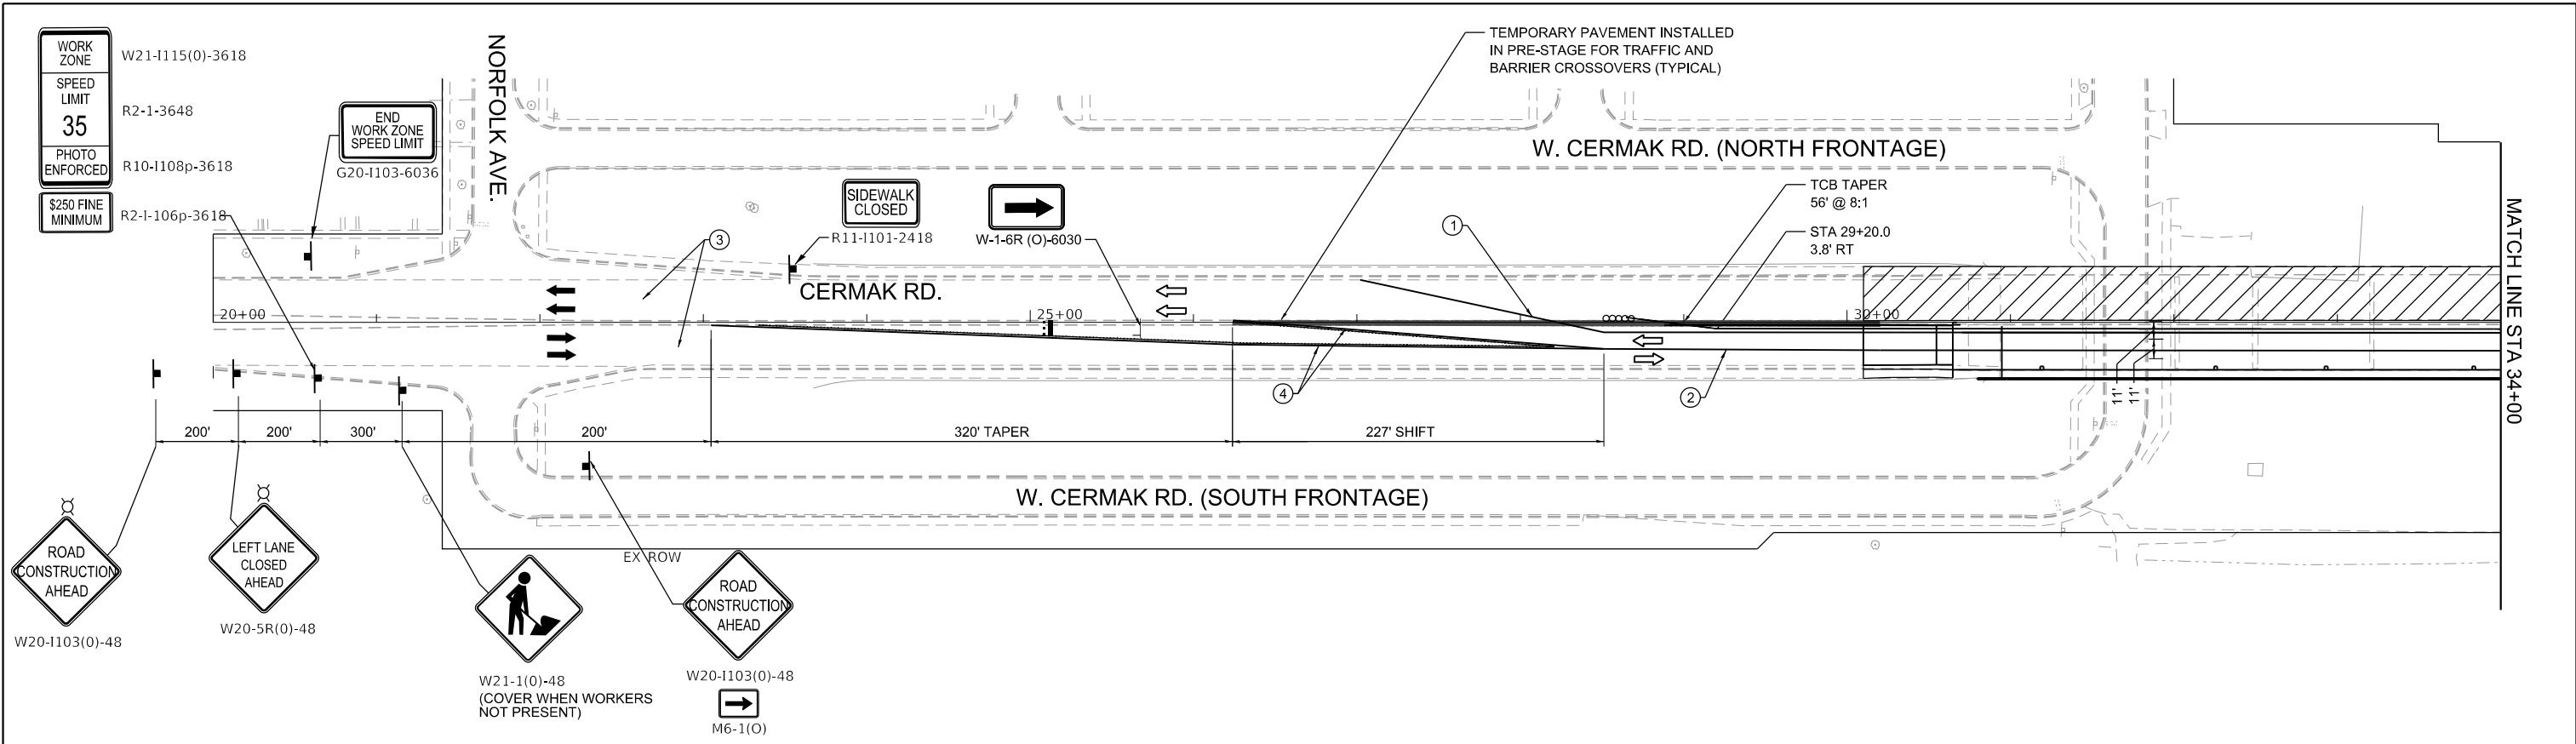 WORK
ZONE
W21-I115(0)-3618
SPEED
LIMIT
35
R2-1-3648
PHOTO
ENFORCED
R10-I108p-3618
$250 FINE
MINIMUM
R2-I-106p-3618
END
WORK ZONE
SPEED LIMIT
G20-I103-6036
NORFOLK AVE.
SIDEWALK
CLOSED
R11-I101-2418
W-1-6R (O)-6030
TEMPORARY PAVEMENT INSTALLED
IN PRE-STAGE FOR TRAFFIC AND
BARRIER CROSSOVERS (TYPICAL)
W. CERMAK RD. (NORTH FRONTAGE)
TCB TAPER
56' @ 8:1
STA 29+20.0
3.8' RT
MATCH LINE STA 34+00
1
3
CERMAK RD.
20+00
25+00
30+00
4
2
11'
11'
200'
200'
300'
200'
320' TAPER
227' SHIFT
W. CERMAK RD. (SOUTH FRONTAGE)
EX ROW
ROAD
CONSTRUCTION
AHEAD
W20-I103(0)-48
LEFT LANE
CLOSED
AHEAD
W20-5R(0)-48
W21-1(0)-48
(COVER WHEN WORKERS
NOT PRESENT)
ROAD
CONSTRUCTION
AHEAD
W20-I103(0)-48
M6-1(O)